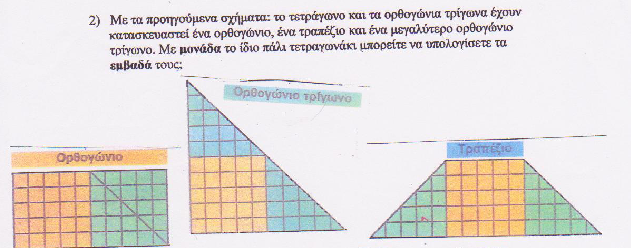 2) Με τα προηγούμενα σχήματα: το τετράγωνο και τα ορθογώνια τρίγωνα έχουν
κατασκευαστεί ένα ορθογώνιο, ένα τραπέζιο και ένα μεγαλύτερο ορθογώνιο
τρίγωνο. Με μονάδα το ίδιο πάλι τετραγωνάκι μπορείτε να υπολογίσετε τα
εμβαδά τους;
Ορθογώνιο τρίγωνο
Ορθογώνιο
Τραπέζιο